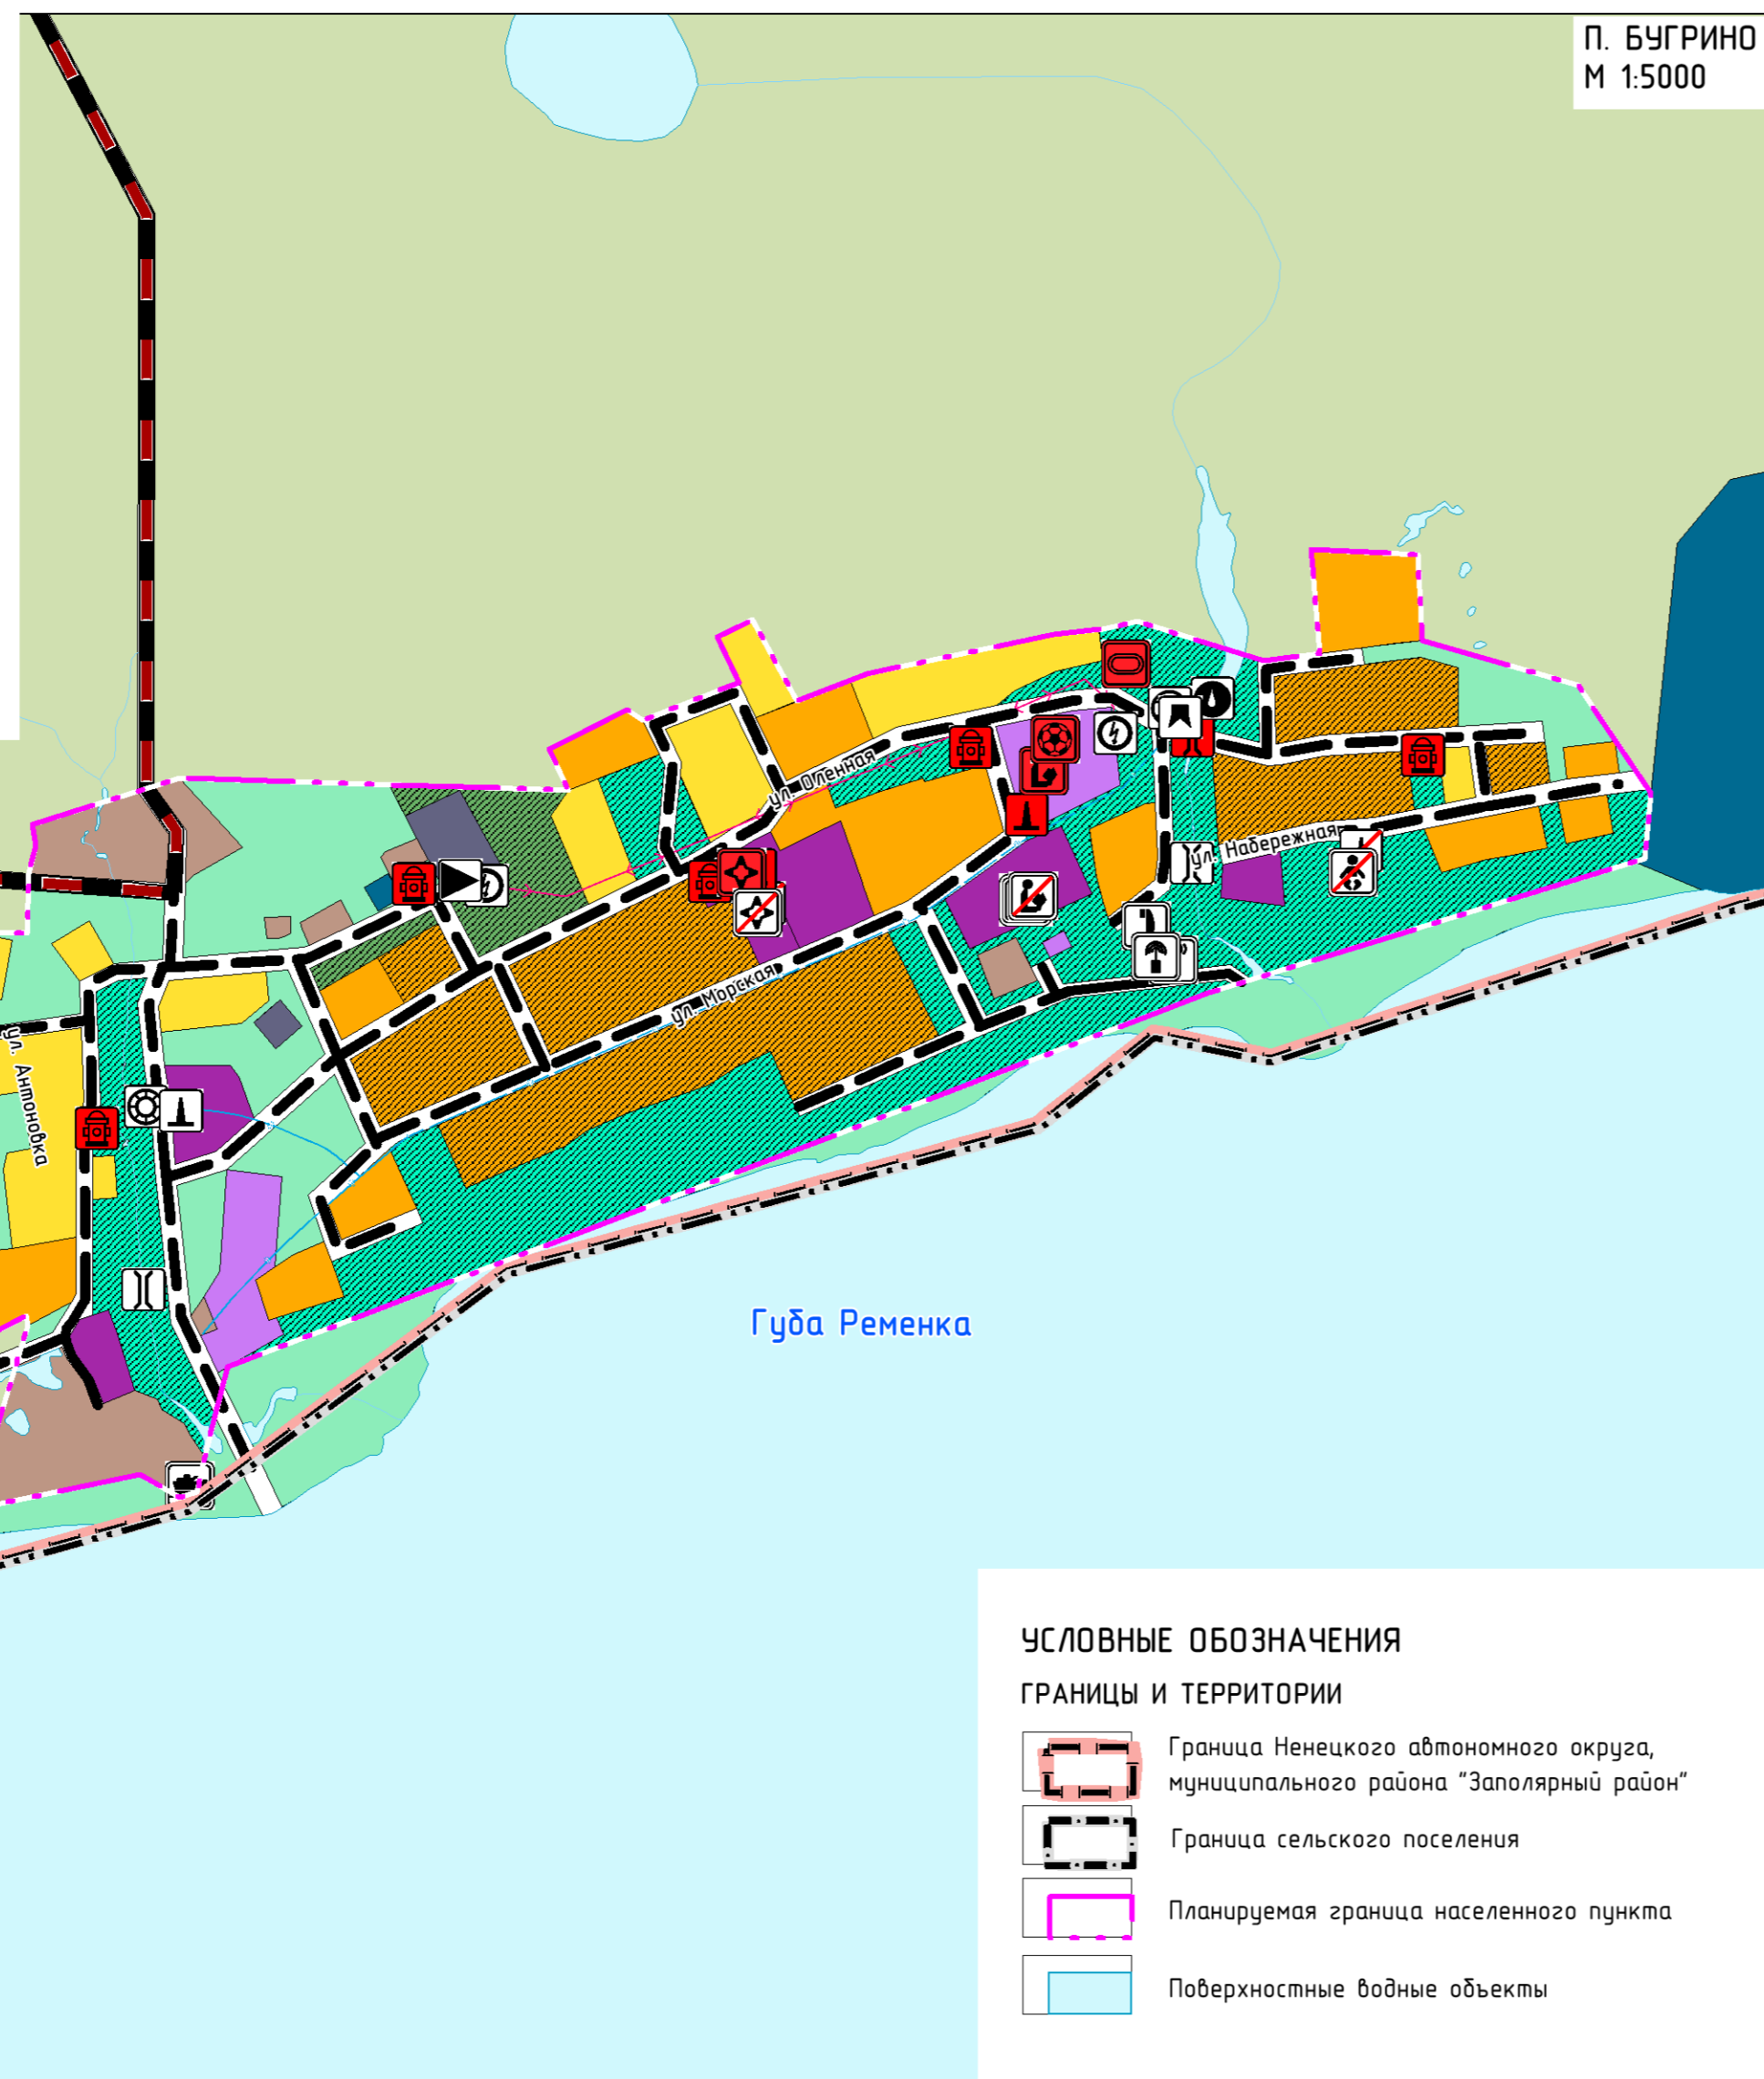 П. БУГРИНО
М 1:5000
ул. Оленная
ул. Набережная
ул. Морская
ул. Антоновка
Губа Ременка
УСЛОВНЫЕ ОБОЗНАЧЕНИЯ
ГРАНИЦЫ И ТЕРРИТОРИИ
Граница Ненецкого автономного округа,
муниципального района "Заполярный район"
Граница сельского поселения
Планируемая граница населенного пункта
Поверхностные водные объекты